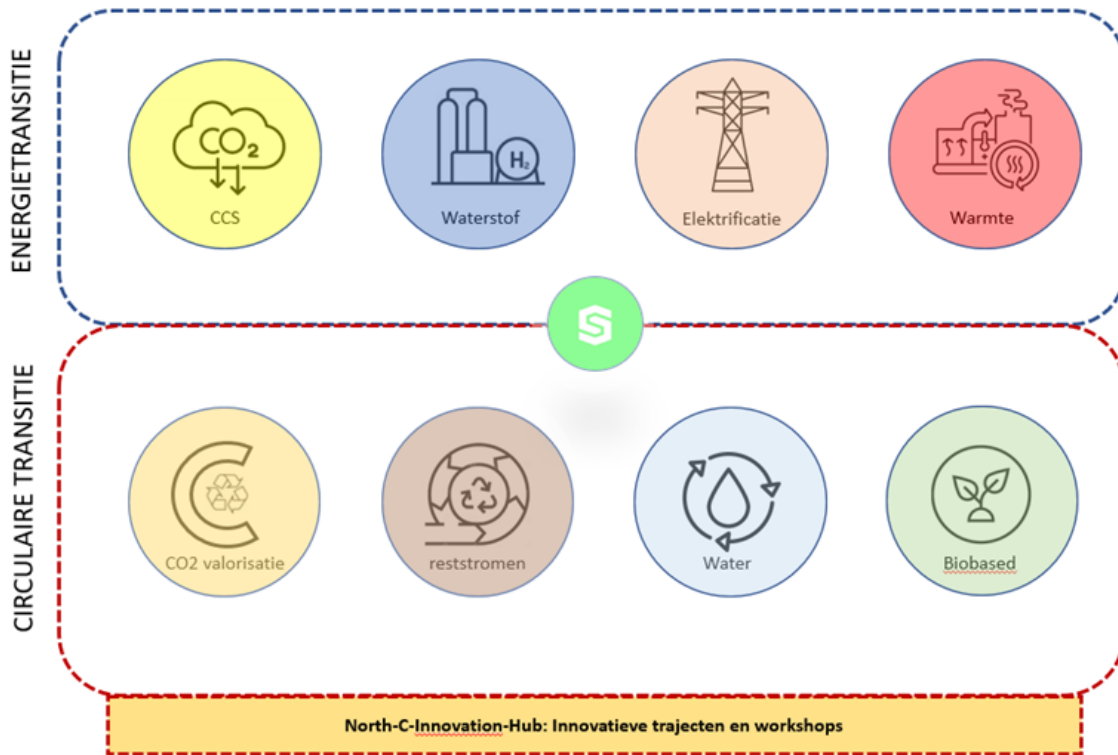 ENERGIETRANSITIE
CO2
CCS
H2
Waterstof
Elektrificatie
Warmte
S
CIRCULAIRE TRANSITIE
CO2 valorisatie
reststromen
Water
Biobased
North-C-Innovation-Hub: Innovatieve trajecten en workshops